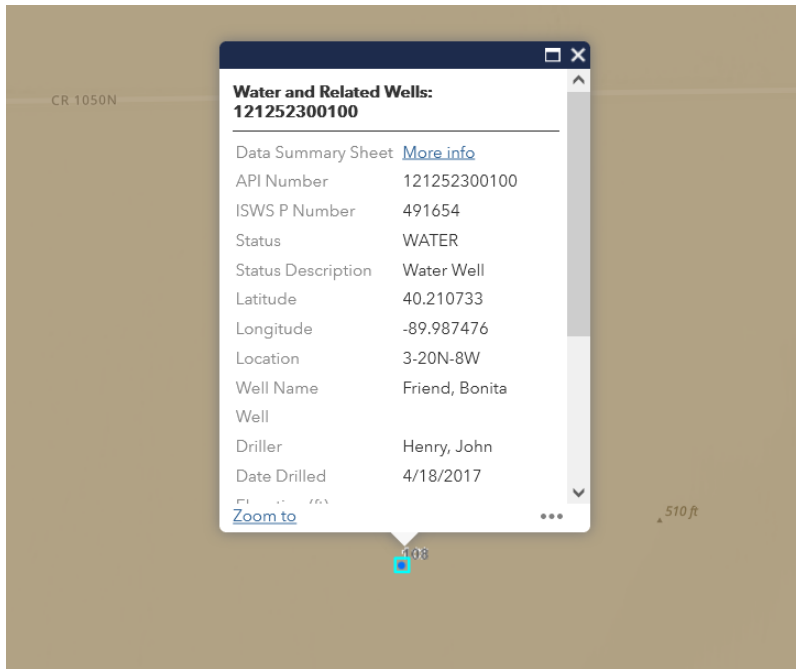 CR 1050N
Water and Related Wells:
121252300100
Data Summary Sheet More info
API Number 121252300100
ISWS P Number 491654
Status WATER
Status Description Water Well
Latitude 40.210733
Longitude -89.987476
Location 3-20N-8W
Well Name Friend, Bonita
Well
Driller Henry, John
Date Drilled 4/18/2017
Zoom to
510 ft
108